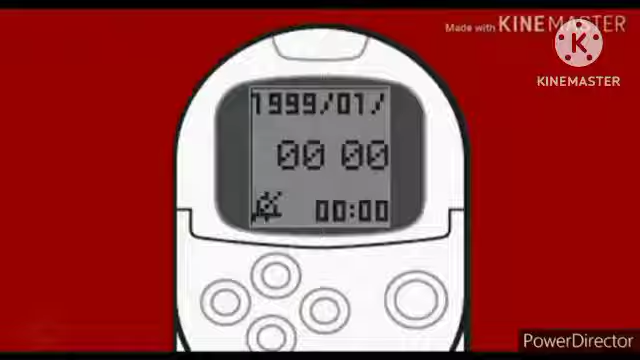 Made with KINEMASTER
K
KINEMASTER
1999/01/
00 00
00:00
PowerDirector